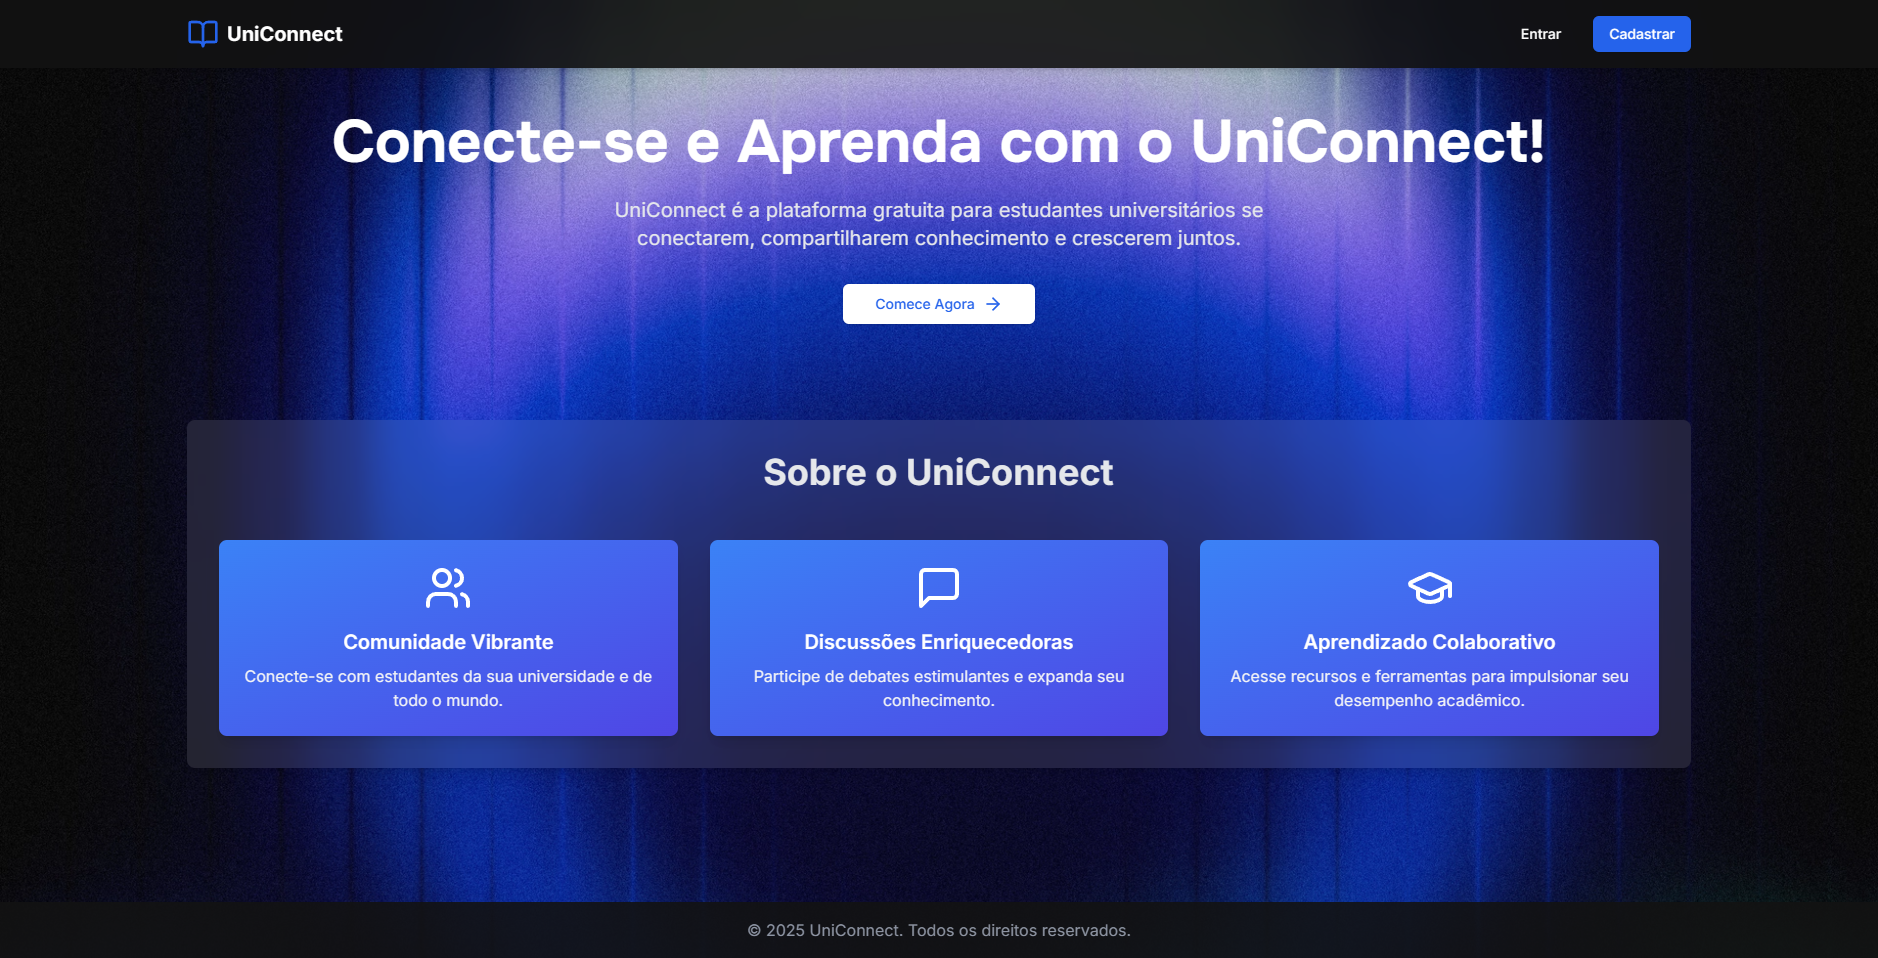 UniConnect
Entrar
Cadastrar
Conecte-se e Aprenda com o UniConnect!
UniConnect é a plataforma gratuita para estudantes universitários se
conectarem, compartilharem conhecimento e crescerem juntos.
Comece Agora
Sobre o UniConnect
Comunidade Vibrante
Conecte-se com estudantes da sua universidade e de
todo o mundo.
Discussões Enriquecedoras
Participe de debates estimulantes e expanda seu
conhecimento.
Aprendizado Colaborativo
Acesse recursos e ferramentas para impulsionar seu
desempenho acadêmico.
© 2025 UniConnect. Todos os direitos reservados.